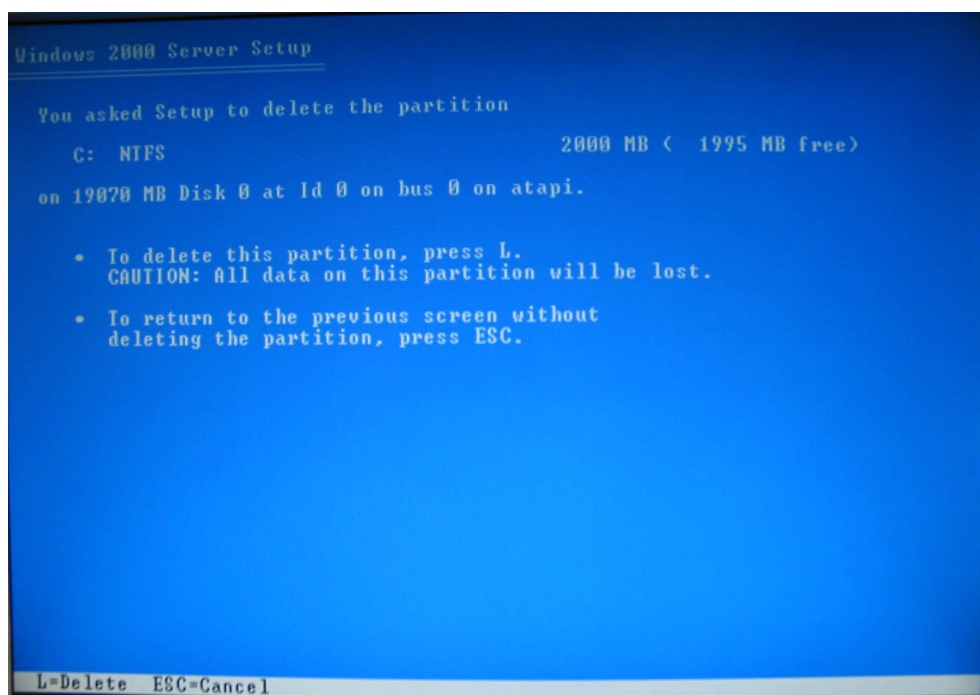 Windows 2000 Server Setup
You asked Setup to delete the partition
C: NTFS 2000 MB ( 1995 MB free)
on 19070 MB Disk 0 at Id 0 on bus 0 on atapi.
• To delete this partition, press L.
CAUTION: All data on this partition will be lost.
• To return to the previous screen without
deleting the partition, press ESC.
L=Delete ESC=Cancel